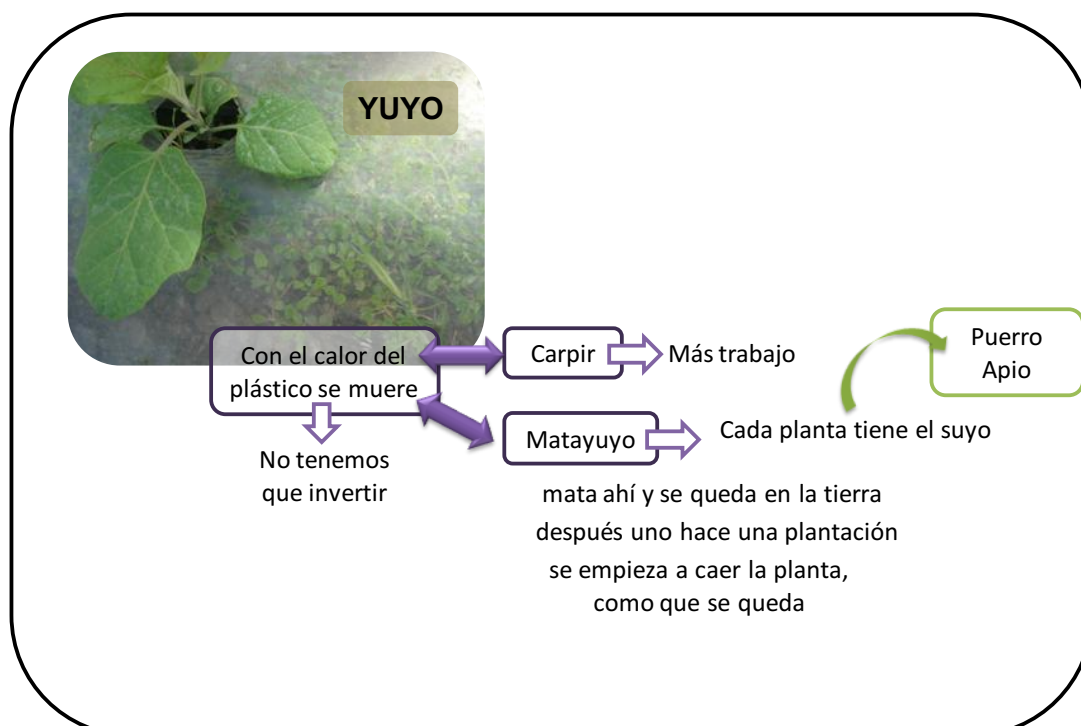 YUYO
Con el calor del
plástico se muere
Carpir
Más trabajo
Puerro
Apio
Matayuyo
Cada planta tiene el suyo
No tenemos
que invertir
mata ahí y se queda en la tierra
después uno hace una plantación
se empieza a caer la planta,
como que se queda